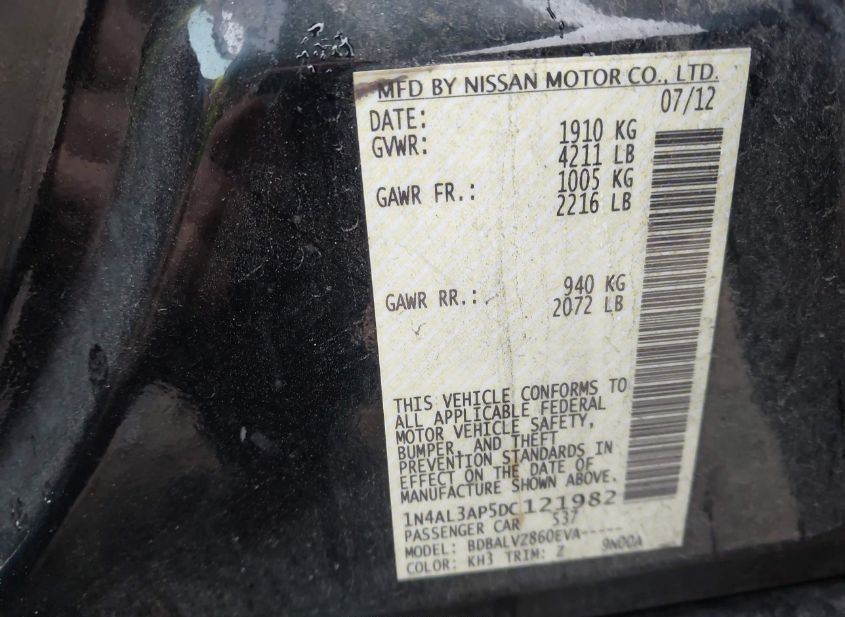 MFD BY NISSAN MOTOR CO., LTD.
DATE: 07/12
GVWR: 1910 KG
4211 LB
GAWR FR.: 1005 KG
2216 LB
GAWR RR.: 940 KG
2072 LB
THIS VEHICLE CONFORMS TO
ALL APPLICABLE FEDERAL
MOTOR VEHICLE SAFETY,
BUMPER, AND THEFT
PREVENTION STANDARDS IN
EFFECT ON THE DATE OF
MANUFACTURE SHOWN ABOVE.
1N4AL3AP5DC121982
PASSENGER CAR S37
MODEL: BDBALVZ860EVA-----
COLOR: KH3 TRIM: Z 9N00A